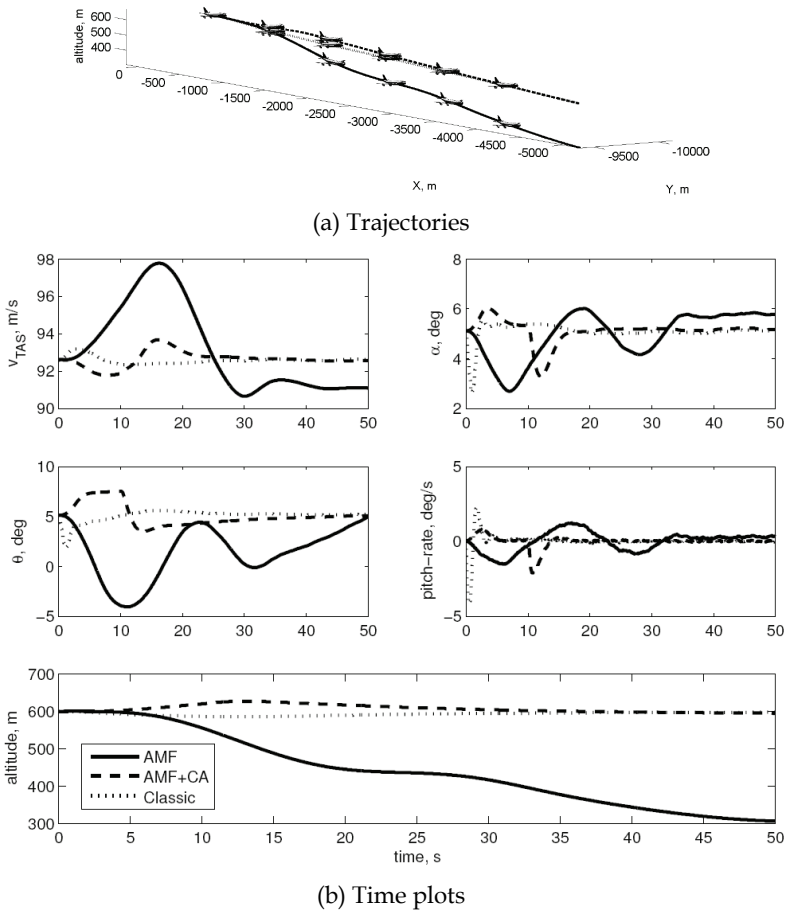 altitude, m
600
500
400
0
-500
-1000
-1500
-2000
-2500
-3000
-3500
-4000
-4500
-5000
-9500
-10000
X, m
Y, m
(a) Trajectories
98
96
94
92
90
v_TAS, m/s
0 10 20 30 40 50
8
6
4
2
α, deg
0 10 20 30 40 50
10
5
0
−5
θ, deg
0 10 20 30 40 50
5
0
−5
pitch−rate, deg/s
0 10 20 30 40 50
700
600
500
400
300
altitude, m
AMF
AMF+CA
Classic
0 5 10 15 20 25 30 35 40 45 50
time, s
(b) Time plots